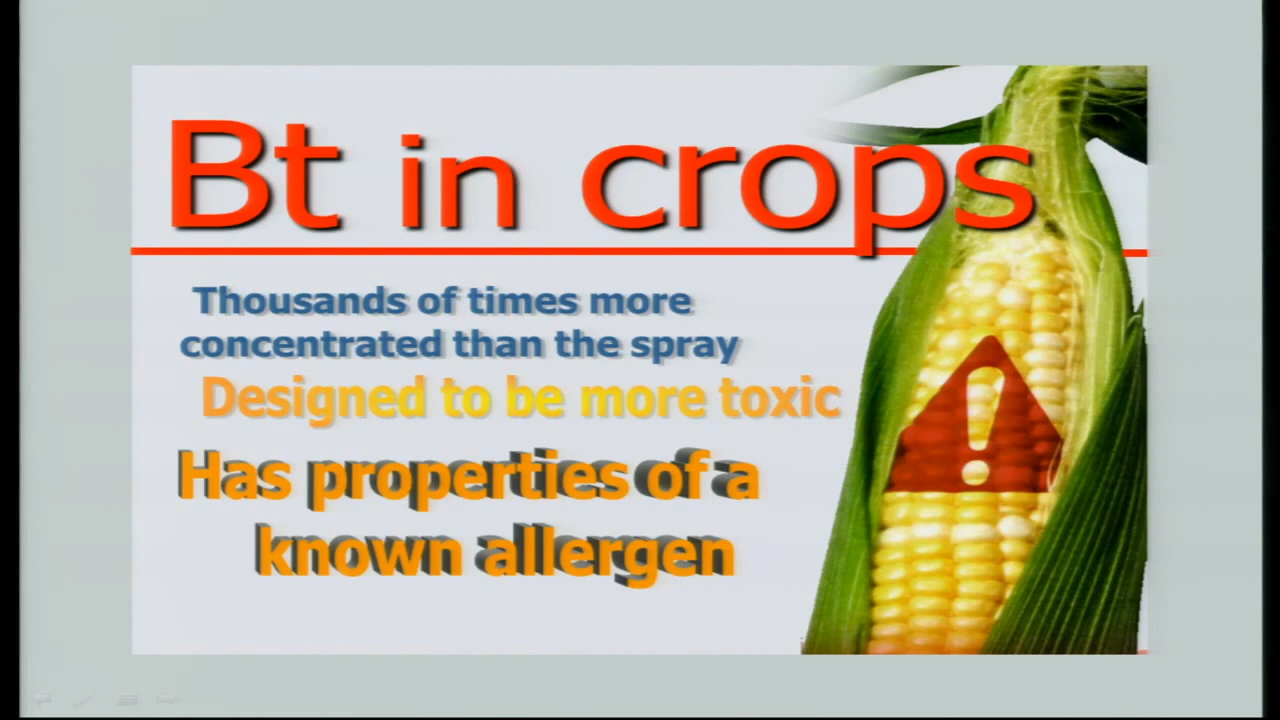 Bt in crops
Thousands of times more
concentrated than the spray
Designed to be more toxic
Has properties of a
known allergen